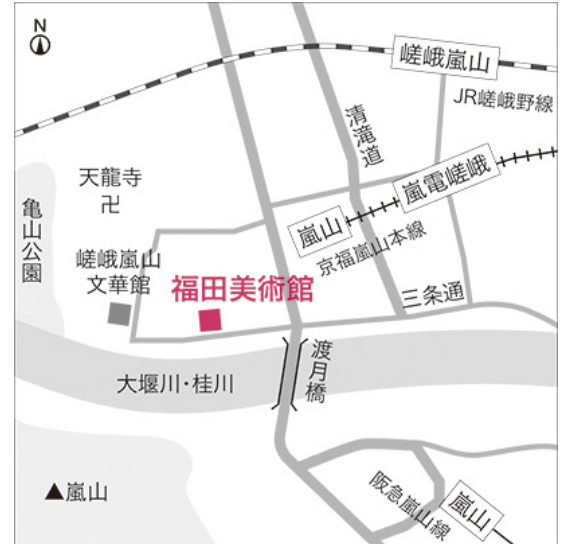 N
嵯峨嵐山
JR嵯峨野線
清滝道
天龍寺
卍
嵐電嵯峨
亀山公園
嵐山
京福嵐山本線
嵯峨嵐山
文華館
福田美術館
三条通
渡月橋
大堰川・桂川
阪急嵐山線
▲嵐山
嵐山